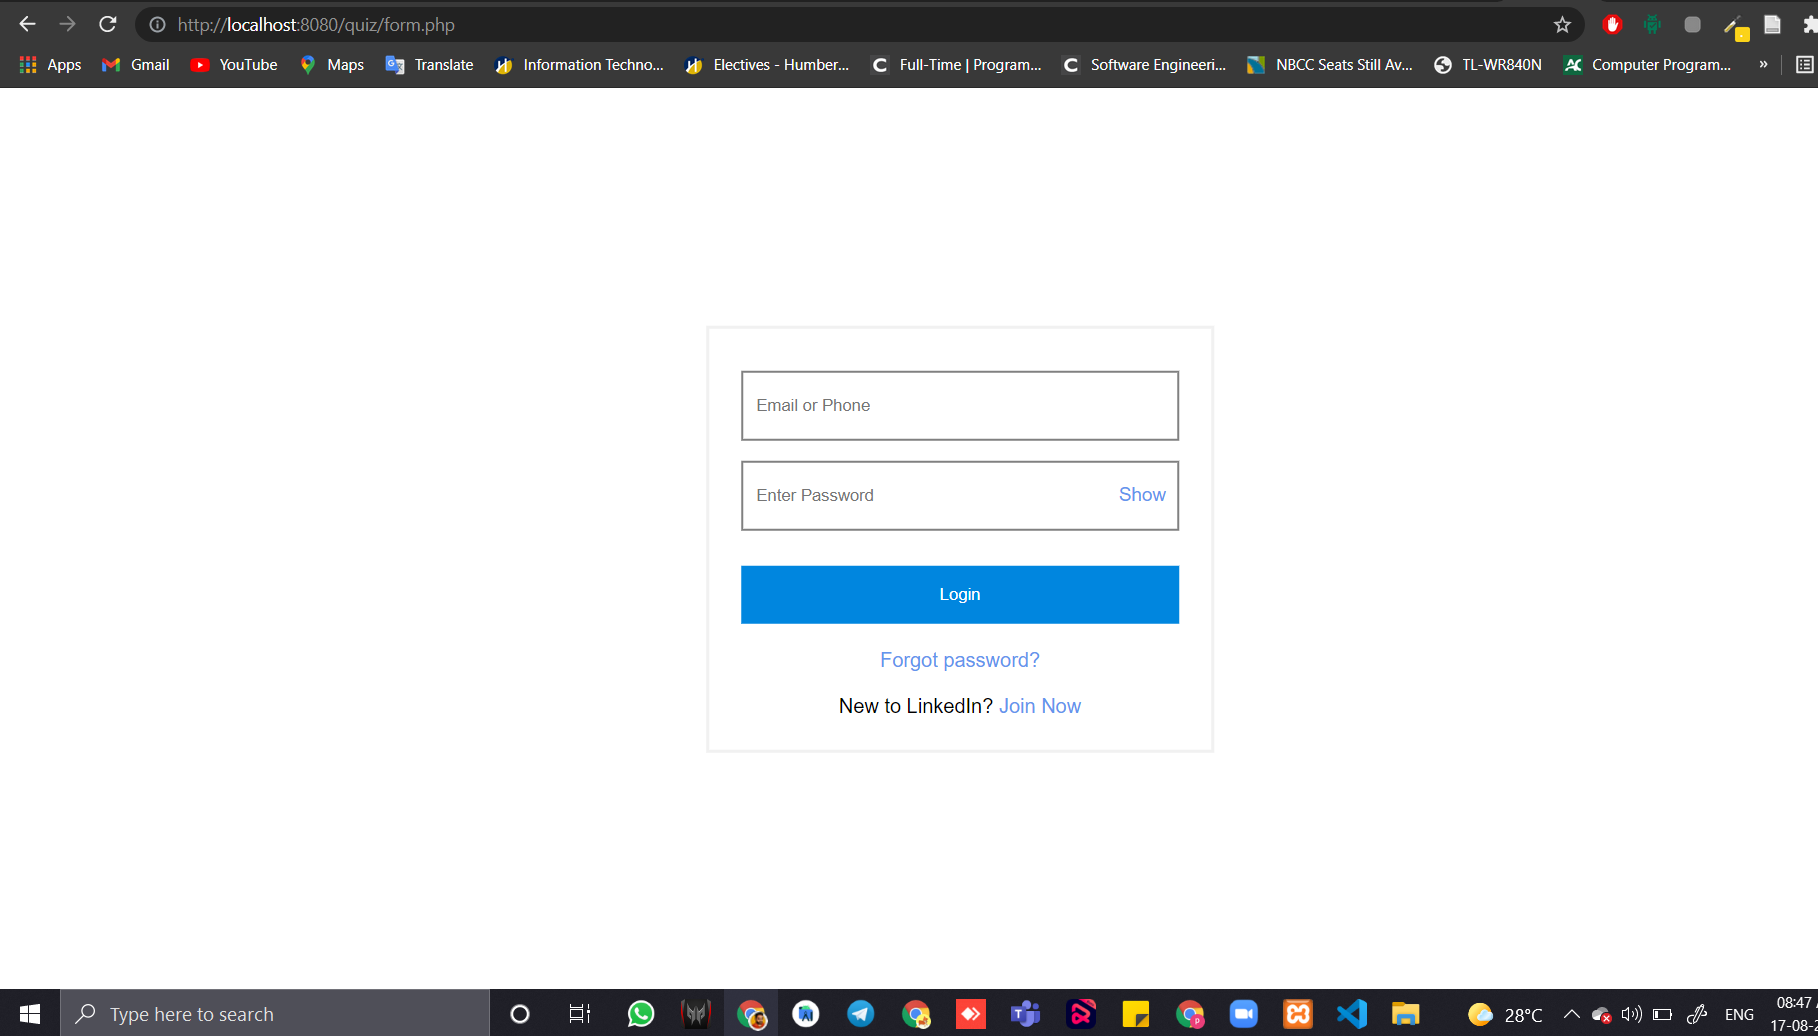 http://localhost:8080/quiz/form.php
Apps Gmail YouTube Maps Translate Information Techno... Electives - Humber... Full-Time | Program... Software Engineeri... NBCC Seats Still Av... TL-WR840N Computer Program... »
Email or Phone
Enter Password Show
Login
Forgot password?
New to LinkedIn? Join Now
Type here to search 28°C ENG 08:47
17-08-